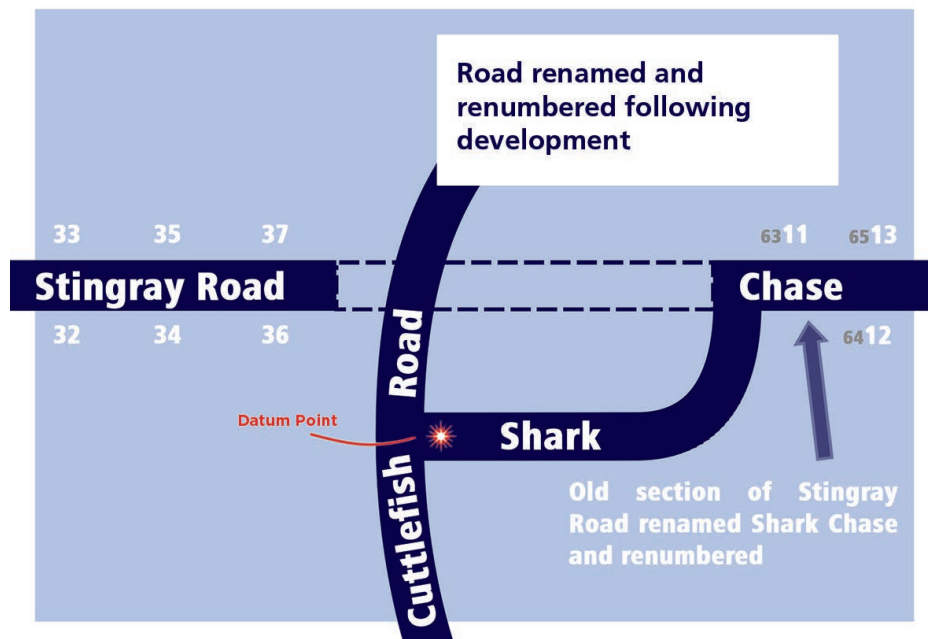 Road renamed and
renumbered following
development
33 35 37 6311 6513
Stingray Road Chase
32 34 36 6412
Cuttlefish Road
Datum Point
Shark
Old section of Stingray
Road renamed Shark Chase
and renumbered